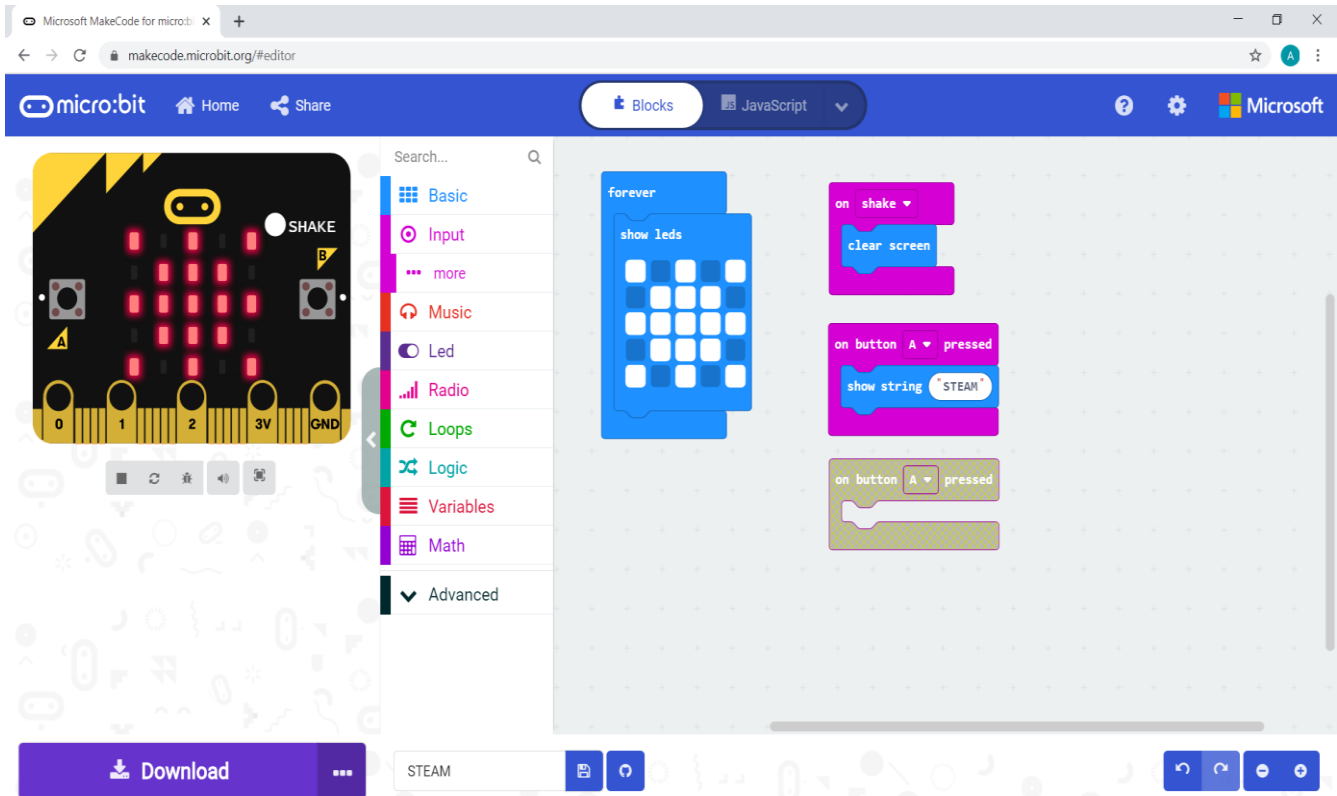 Microsoft MakeCode for micro:b
makecode.microbit.org/#editor
A
micro:bit Home Share Blocks JS JavaScript ? Microsoft
SHAKE
B
A
0 1 2 3V GND
Search...
Basic
Input
more
Music
Led
Radio
Loops
Logic
Variables
Math
Advanced
forever
show leds
on shake
clear screen
on button A pressed
show string "STEAM"
on button A pressed
Download
STEAM